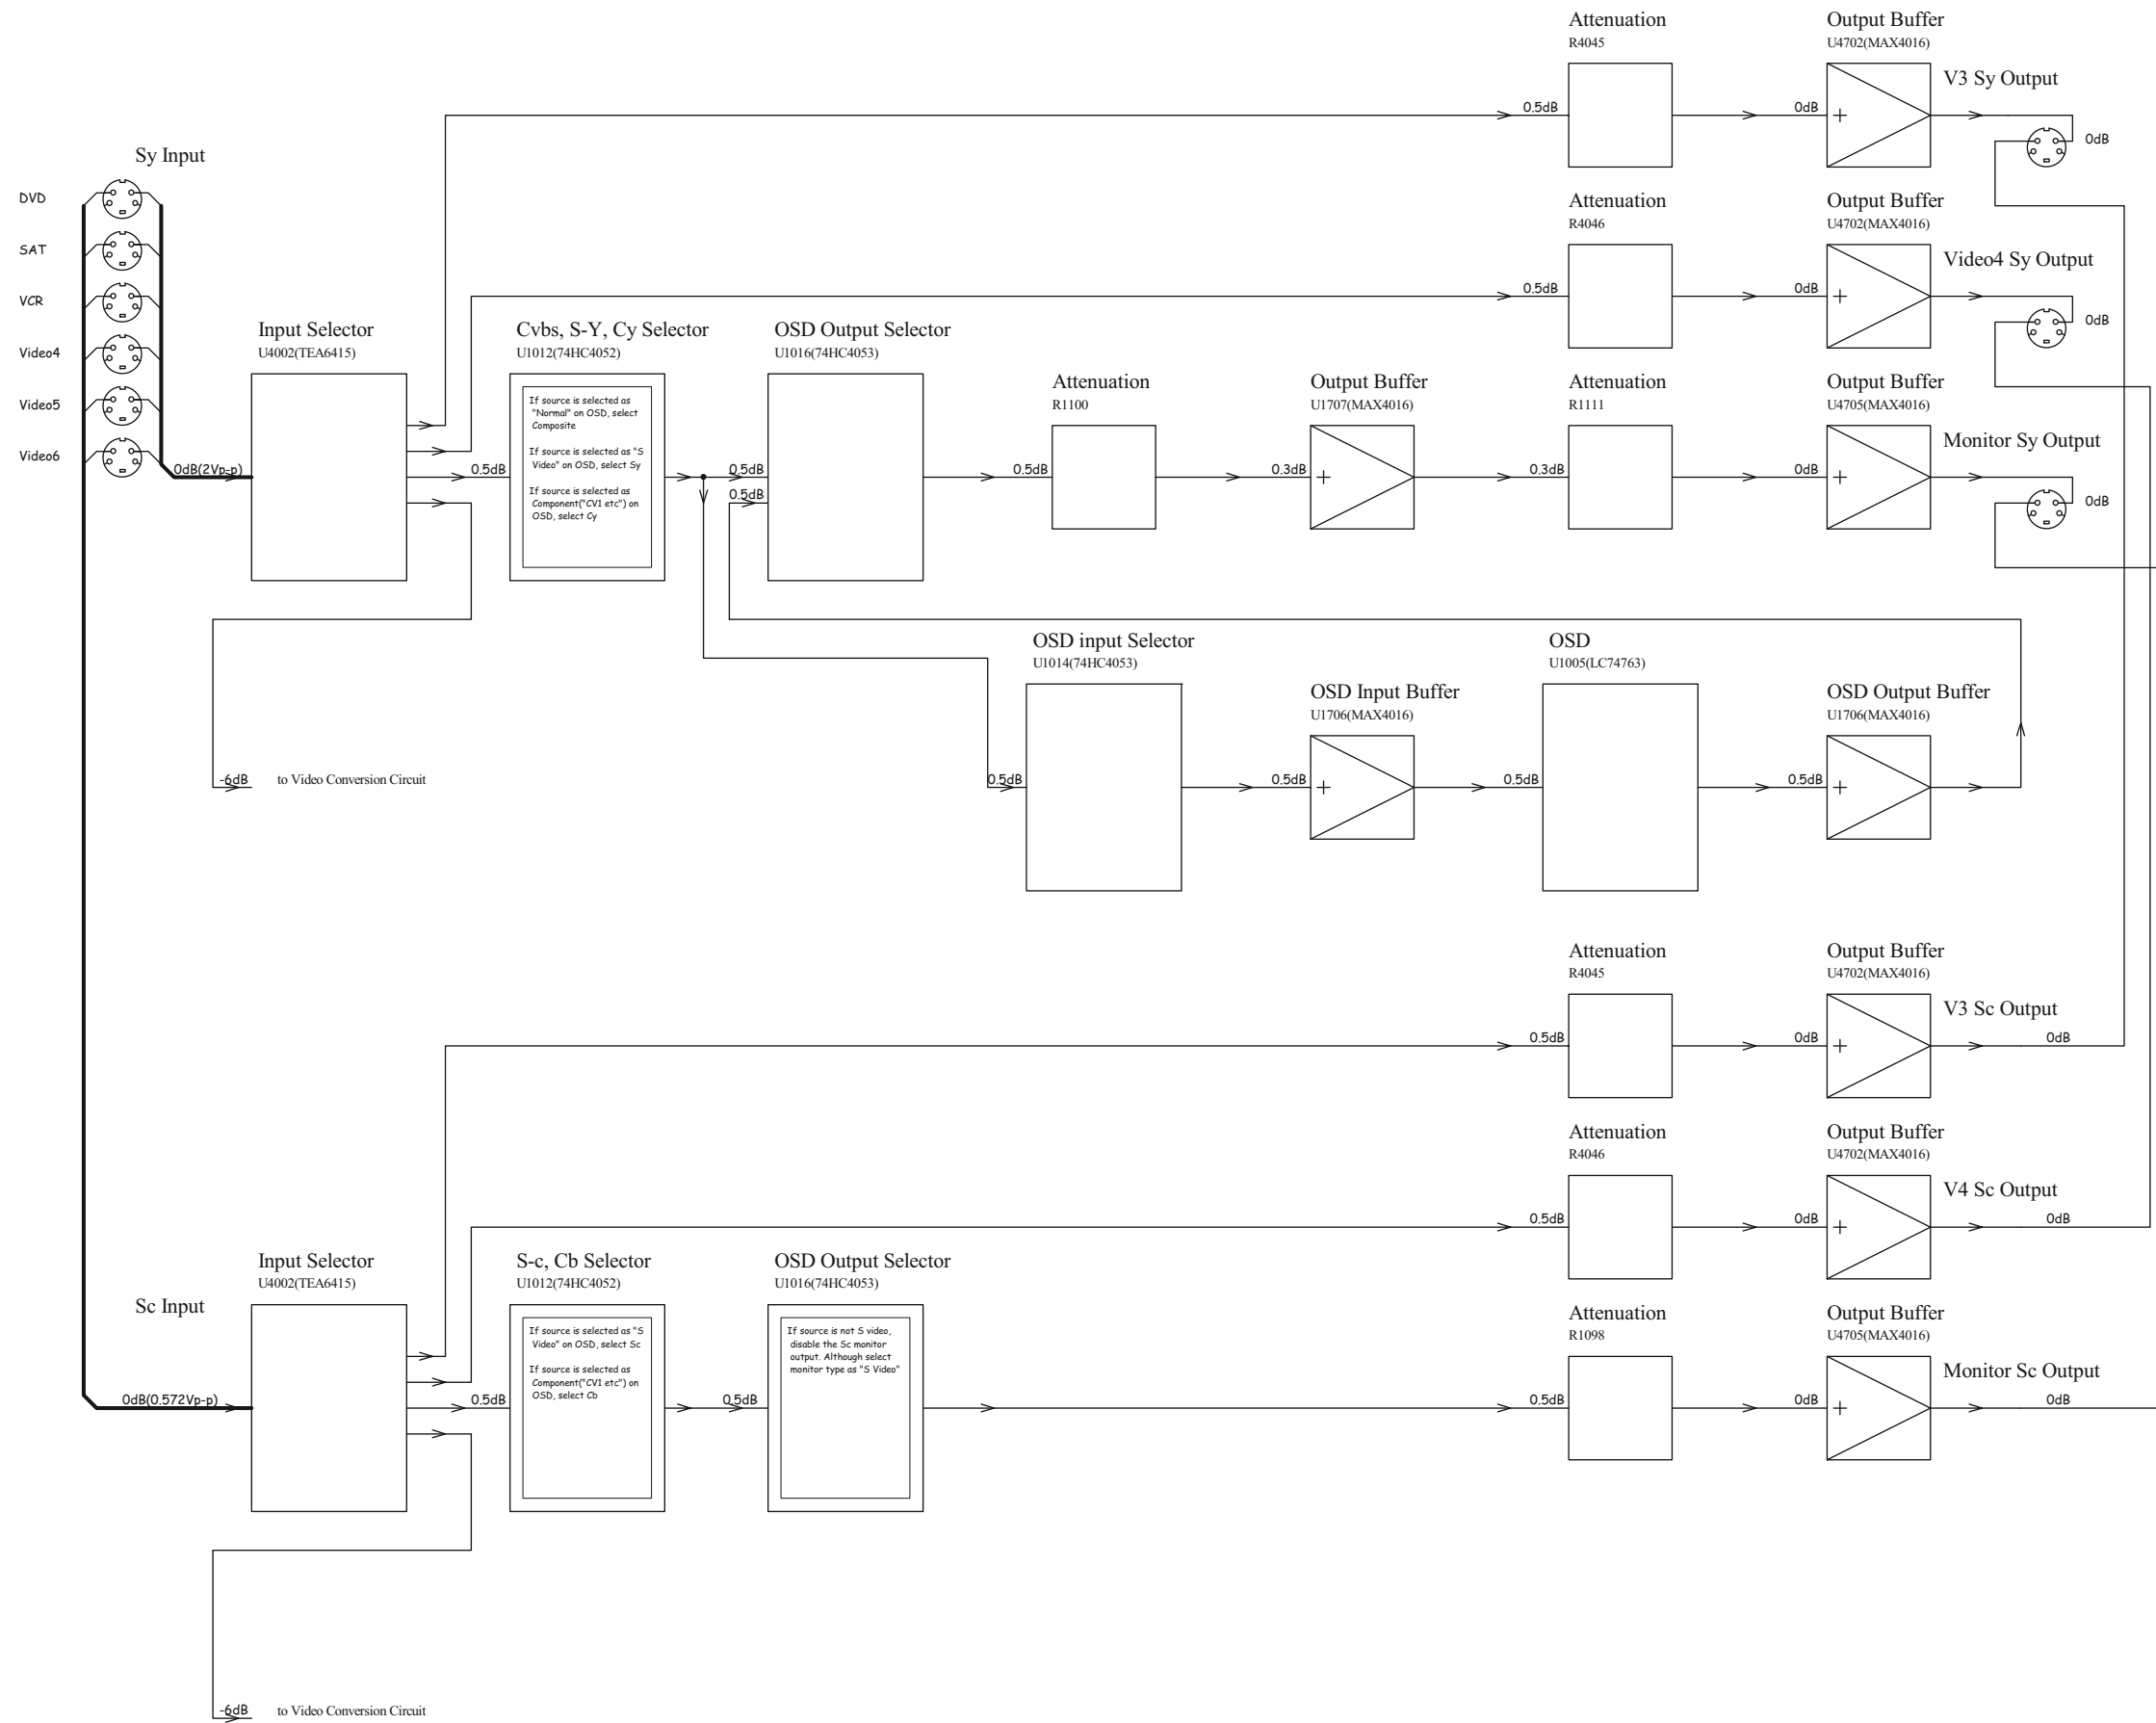 Attenuation
R4045
Output Buffer
U4702(MAX4016)
V3 Sy Output
0.5dB
0dB
0dB
Sy Input
DVD
SAT
VCR
Video4
Video5
Video6
0dB(2Vp-p)
Attenuation
R4046
Output Buffer
U4702(MAX4016)
Video4 Sy Output
0.5dB
0dB
0dB
Input Selector
U4002(TEA6415)
0.5dB
Cvbs, S-Y, Cy Selector
U1012(74HC4052)
If source is selected as
"Normal" on OSD, select
Composite
If source is selected as "S
Video" on OSD, select Sy
If source is selected as
Component("CV1 etc") on
OSD, select Cy
0.5dB
0.5dB
OSD Output Selector
U1016(74HC4053)
0.5dB
Attenuation
R1100
0.3dB
Output Buffer
U1707(MAX4016)
0.3dB
Attenuation
R1111
0dB
Output Buffer
U4705(MAX4016)
Monitor Sy Output
0dB
-6dB
to Video Conversion Circuit
0.5dB
OSD input Selector
U1014(74HC4053)
0.5dB
OSD Input Buffer
U1706(MAX4016)
0.5dB
OSD
U1005(LC74763)
0.5dB
OSD Output Buffer
U1706(MAX4016)
Attenuation
R4045
Output Buffer
U4702(MAX4016)
V3 Sc Output
0.5dB
0dB
0dB
Attenuation
R4046
Output Buffer
U4702(MAX4016)
V4 Sc Output
0.5dB
0dB
0dB
Sc Input
0dB(0.572Vp-p)
Input Selector
U4002(TEA6415)
0.5dB
S-c, Cb Selector
U1012(74HC4052)
If source is selected as "S
Video" on OSD, select Sc
If source is selected as
Component("CV1 etc") on
OSD, select Cb
0.5dB
OSD Output Selector
U1016(74HC4053)
If source is not S video,
disable the Sc monitor
output. Although select
monitor type as "S Video"
0.5dB
Attenuation
R1098
0dB
Output Buffer
U4705(MAX4016)
Monitor Sc Output
0dB
-6dB
to Video Conversion Circuit